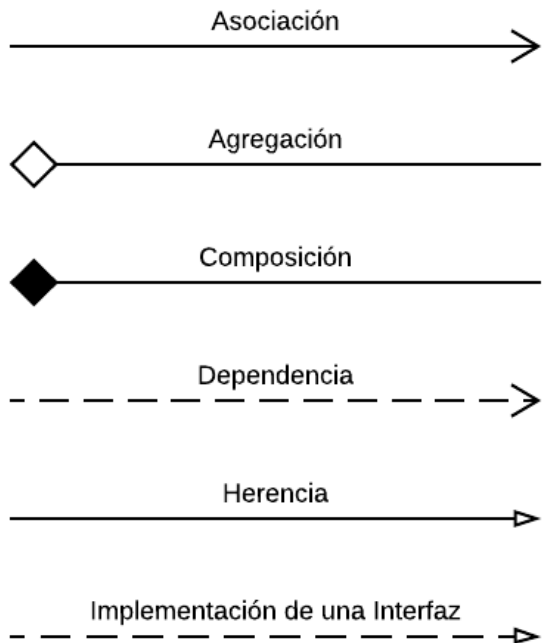 Asociación
Agregación
Composición
Dependencia
Herencia
Implementación de una Interfaz